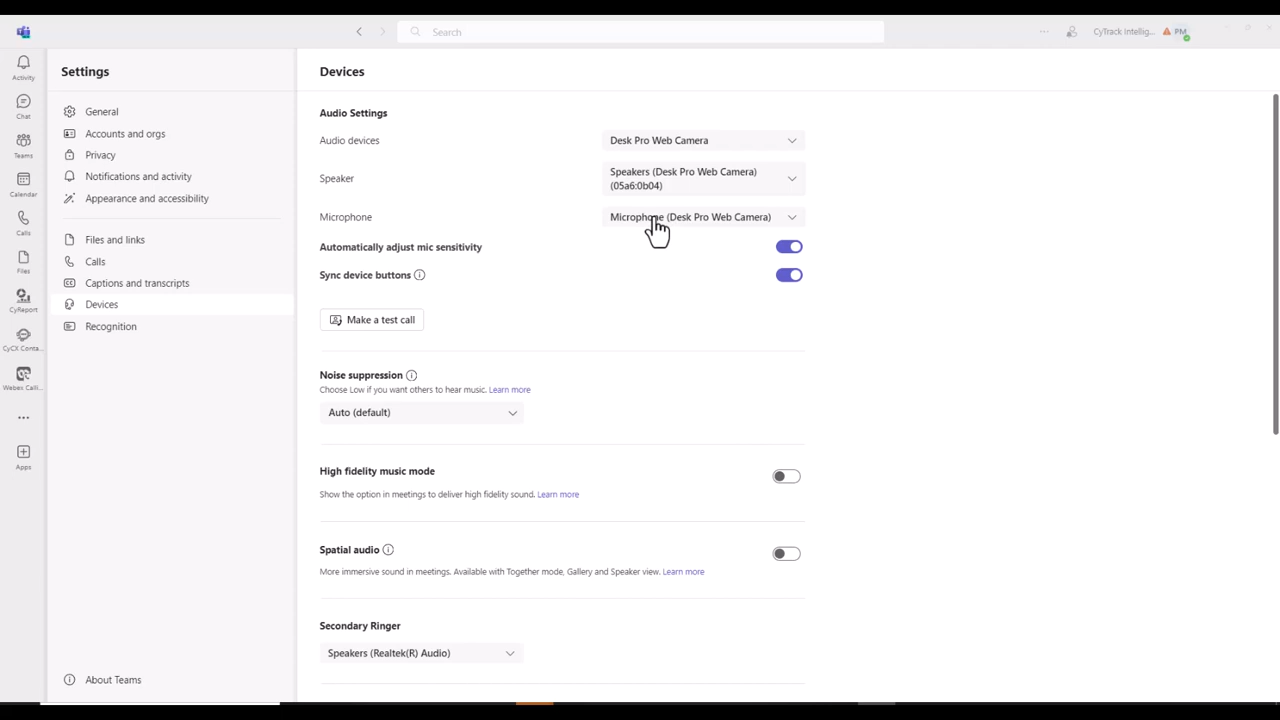 Search
CyTrack Intellig...
PM
Activity
Chat
Teams
Calendar
Calls
Files
CyReport
CyCX Conta...
Webex Calli...
Apps
Settings
General
Accounts and orgs
Privacy
Notifications and activity
Appearance and accessibility
Files and links
Calls
Captions and transcripts
Devices
Recognition
About Teams
Devices
Audio Settings
Audio devices
Desk Pro Web Camera
Speaker
Speakers (Desk Pro Web Camera)
(05a6:0b04)
Microphone
Microphone (Desk Pro Web Camera)
Automatically adjust mic sensitivity
Sync device buttons
Make a test call
Noise suppression
Choose Low if you want others to hear music. Learn more
Auto (default)
High fidelity music mode
Show the option in meetings to deliver high fidelity sound. Learn more
Spatial audio
More immersive sound in meetings. Available with Together mode, Gallery and Speaker view. Learn more
Secondary Ringer
Speakers (Realtek(R) Audio)